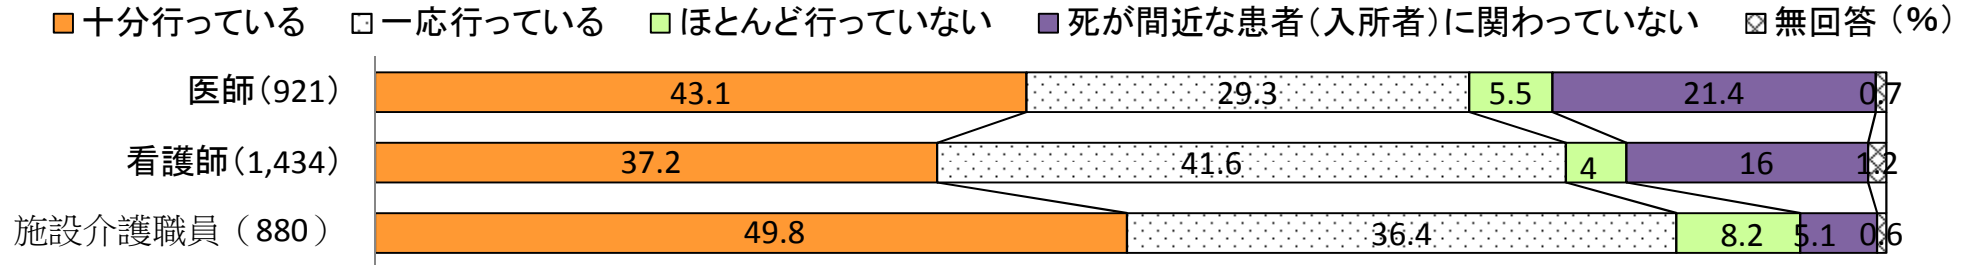 十分行っている 一応行っている ほとんど行っていない 死が間近な患者(入所者)に関わっていない 無回答 (%)
医師(921) 43.1 29.3 5.5 21.4 0.7
看護師(1,434) 37.2 41.6 4 16 1.2
施設介護職員(880) 49.8 36.4 8.2 5.1 0.6